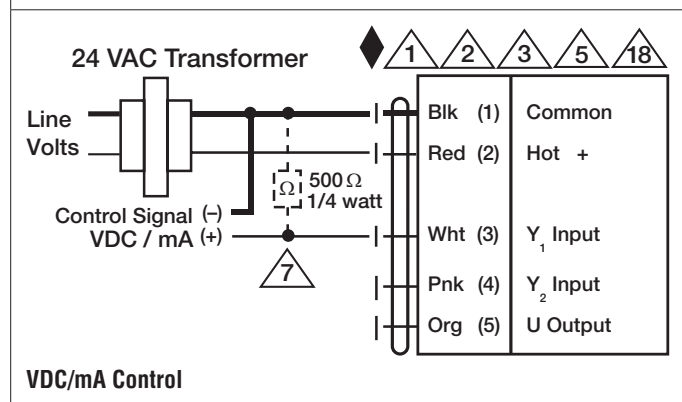 24 VAC Transformer
1 2 3 5 18
Line
Volts
Blk (1) Common
Red (2) Hot +
Ω 500 Ω
1/4 watt
Control Signal (–)
VDC / mA (+)
Wht (3) Y₁ Input
7
Pnk (4) Y₂ Input
Org (5) U Output
VDC/mA Control